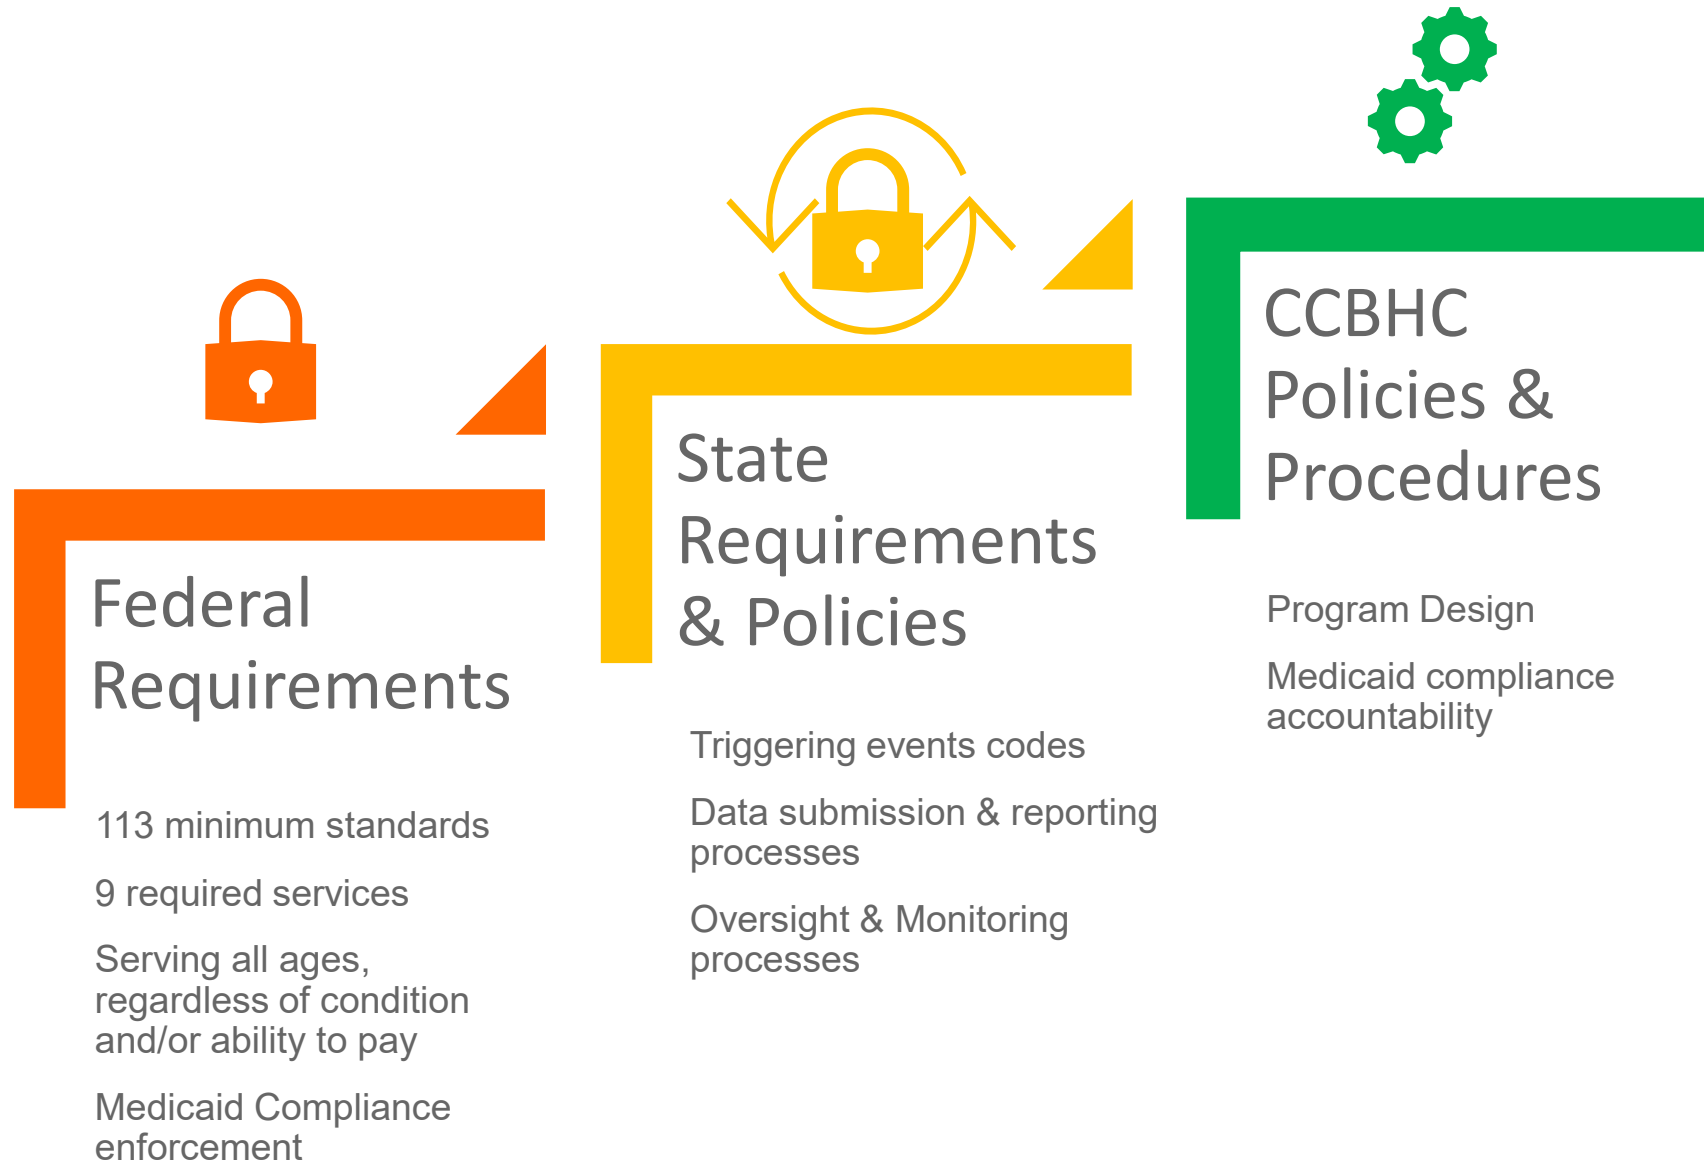 Federal
Requirements
113 minimum standards
9 required services
Serving all ages,
regardless of condition
and/or ability to pay
Medicaid Compliance
enforcement
State
Requirements
& Policies
Triggering events codes
Data submission & reporting
processes
Oversight & Monitoring
processes
CCBHC
Policies &
Procedures
Program Design
Medicaid compliance
accountability